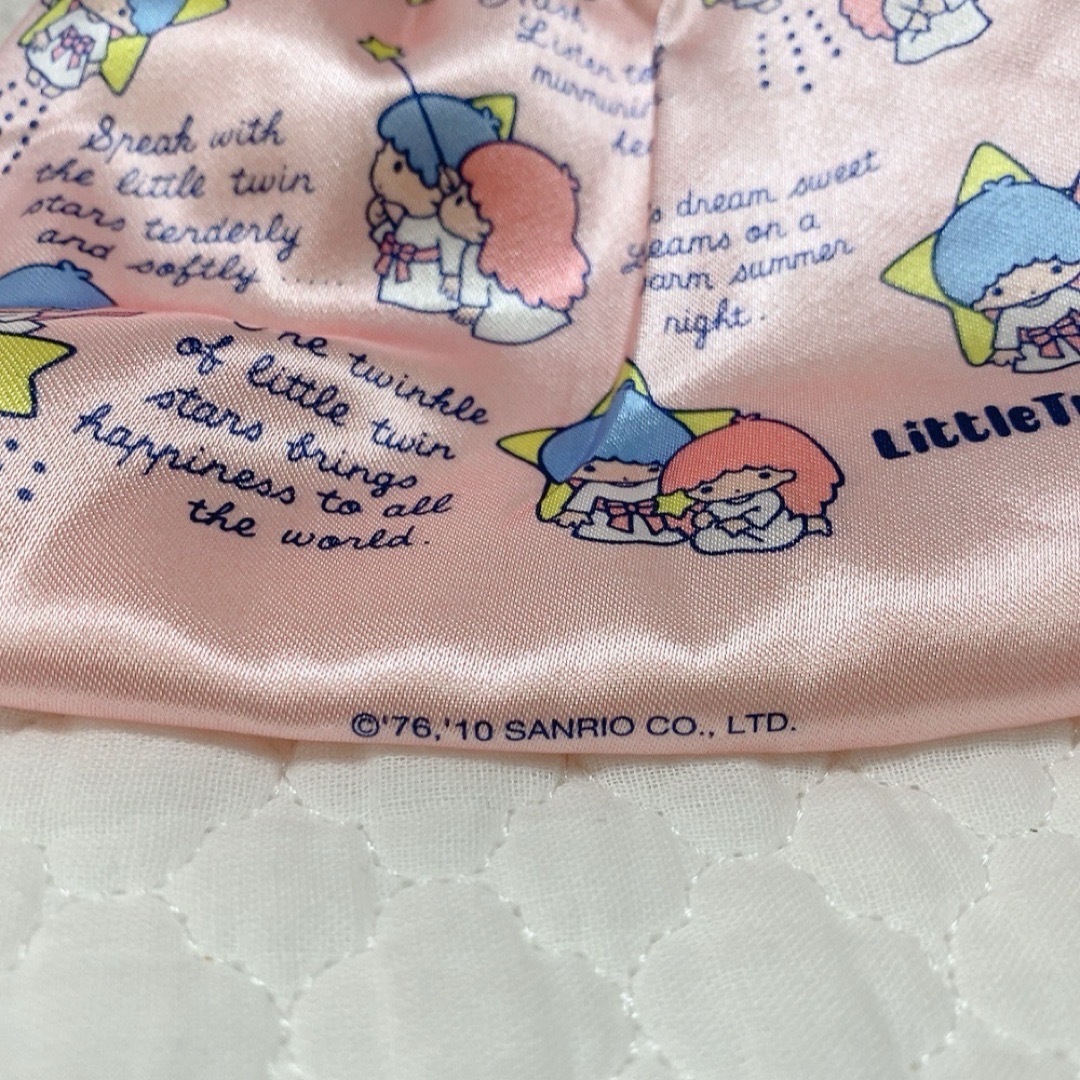 Speak with
the little twin
stars tenderly
and softly ......
Listen to
dream sweet
on a
summer
night.
twinkle
of little twin
stars brings
happiness to all
the world.
Little
©'76,'10 SANRIO CO., LTD.